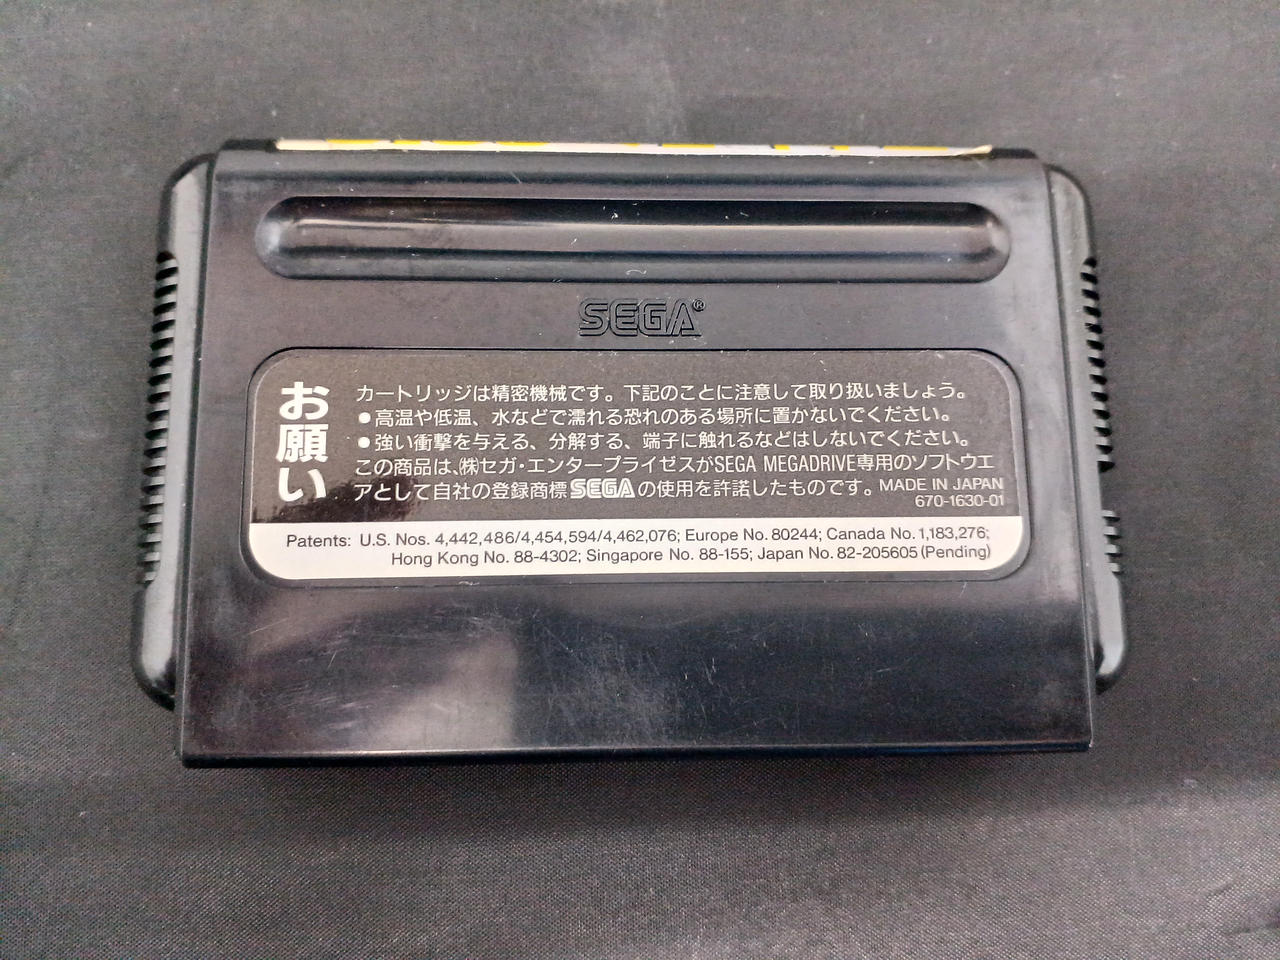 SEGA®
お願い
カートリッジは精密機械です。下記のことに注意して取り扱いましょう。
●高温や低温、水などで濡れる恐れのある場所に置かないでください。
●強い衝撃を与える、分解する、端子に触れるなどはしないでください。
この商品は、㈱セガ・エンタープライゼスがSEGA MEGADRIVE専用のソフトウエ
アとして自社の登録商標SEGAの使用を許諾したものです。MADE IN JAPAN
670-1630-01
Patents: U.S. Nos. 4,442,486/4,454,594/4,462,076; Europe No. 80244; Canada No. 1,183,276;
Hong Kong No. 88-4302; Singapore No. 88-155; Japan No. 82-205605 (Pending)